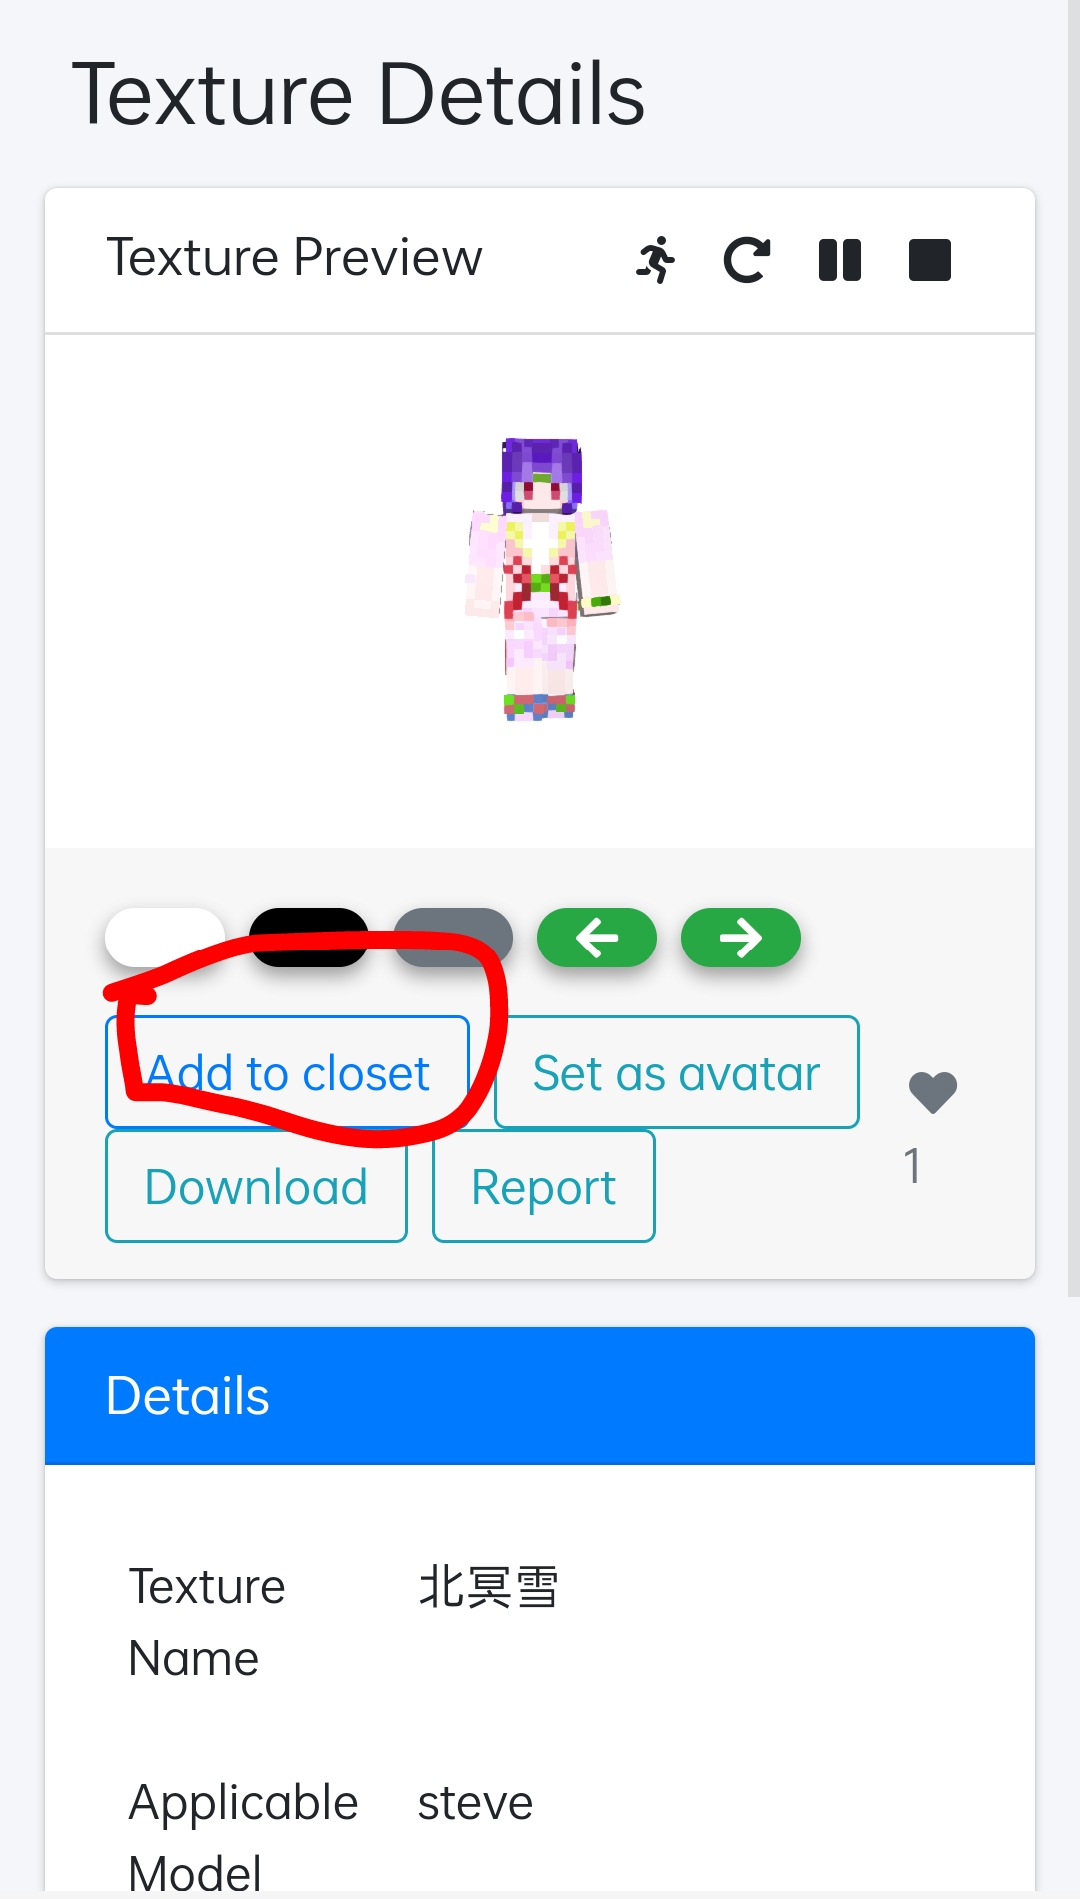 Texture Details
Texture Preview
Add to closet
Set as avatar
Download
Report
1
Details
Texture Name
北冥雪
Applicable Model
steve